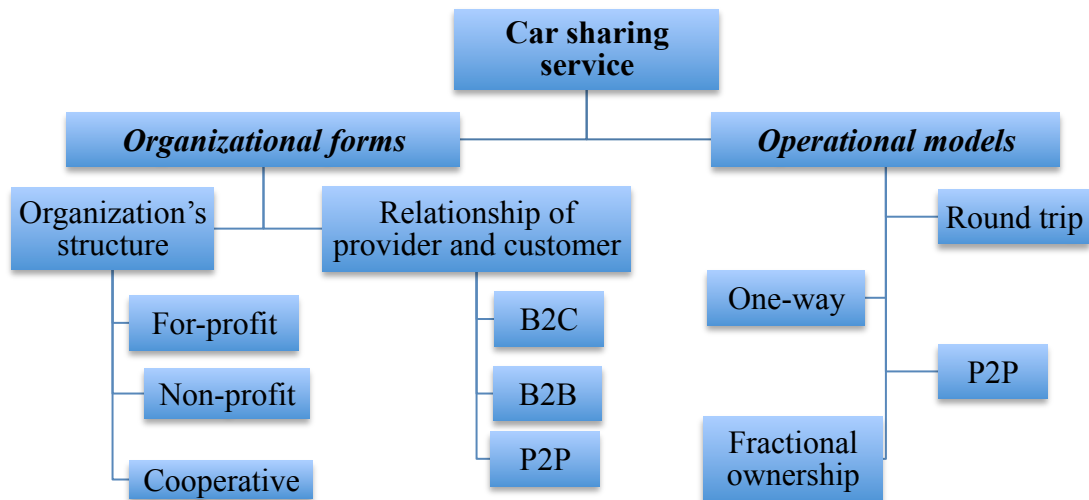 Car sharing
service
Organizational forms
Operational models
Organization’s
structure
Relationship of
provider and customer
Round trip
For-profit
B2C
One-way
Non-profit
B2B
P2P
Cooperative
P2P
Fractional
ownership